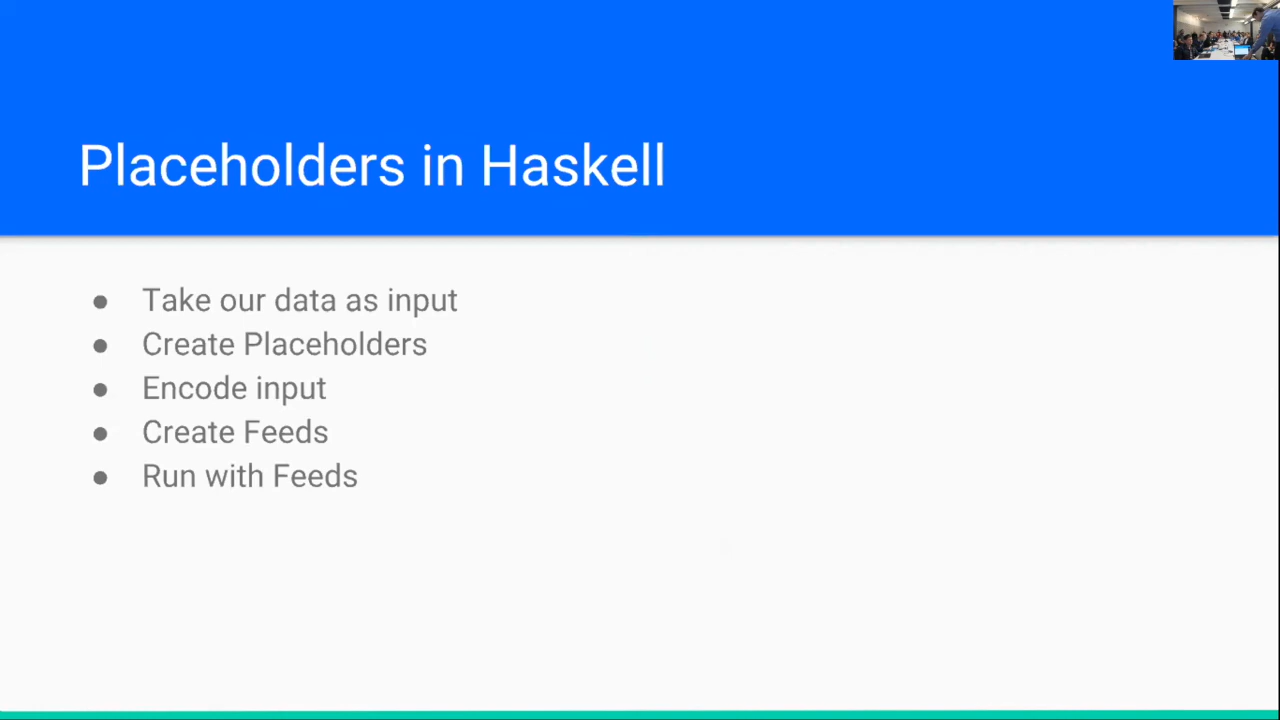 Placeholders in Haskell
● Take our data as input
● Create Placeholders
● Encode input
● Create Feeds
● Run with Feeds